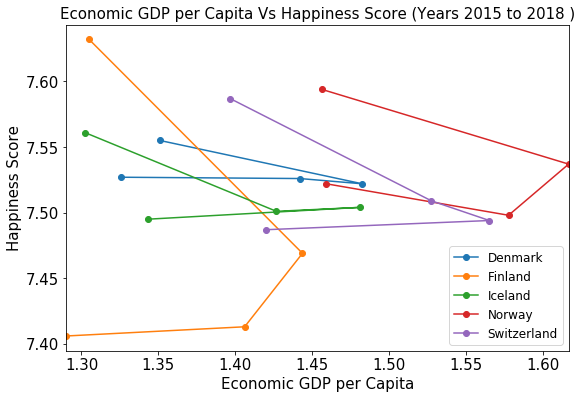 Economic GDP per Capita Vs Happiness Score (Years 2015 to 2018 )
Happiness Score
7.60
7.55
7.50
7.45
7.40
1.30 1.35 1.40 1.45 1.50 1.55 1.60
Economic GDP per Capita
Denmark
Finland
Iceland
Norway
Switzerland